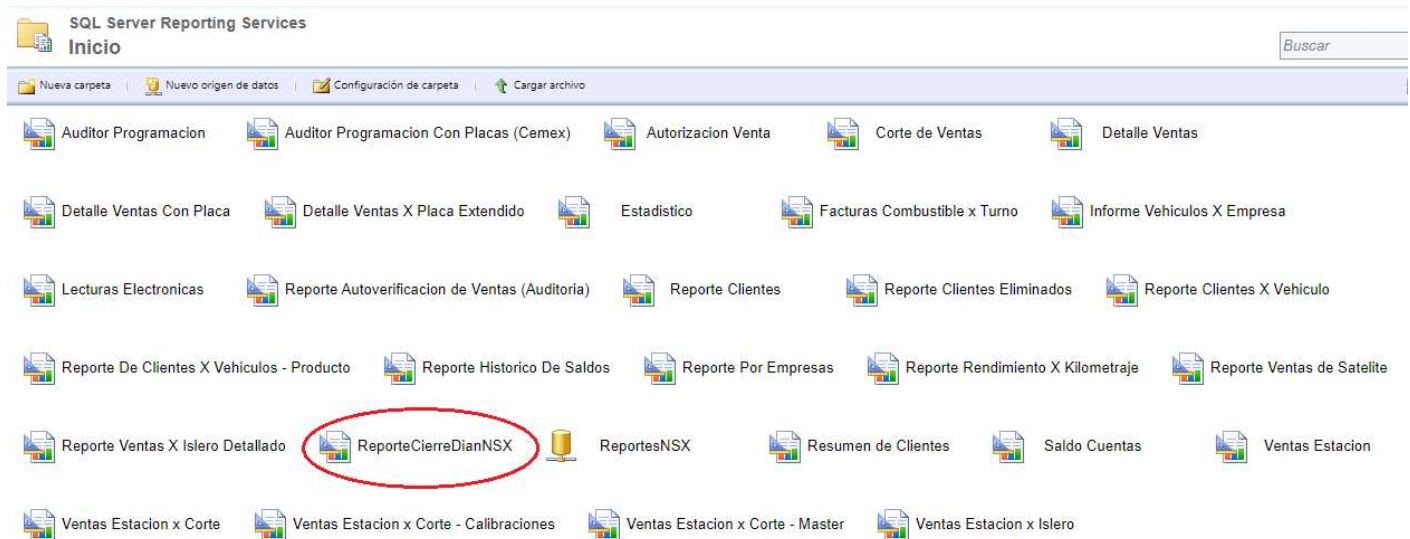 SQL Server Reporting Services
Inicio
Buscar
Nueva carpeta Nuevo origen de datos Configuración de carpeta Cargar archivo
Auditor Programacion Auditor Programacion Con Placas (Cemex) Autorizacion Venta Corte de Ventas Detalle Ventas
Detalle Ventas Con Placa Detalle Ventas X Placa Extendido Estadistico Facturas Combustible x Turno Informe Vehiculos X Empresa
Lecturas Electronicas Reporte Autoverificacion de Ventas (Auditoria) Reporte Clientes Reporte Clientes Eliminados Reporte Clientes X Vehiculo
Reporte De Clientes X Vehiculos - Producto Reporte Historico De Saldos Reporte Por Empresas Reporte Rendimiento X Kilometraje Reporte Ventas de Satelite
Reporte Ventas X Islero Detallado ReporteCierreDianNSX ReportesNSX Resumen de Clientes Saldo Cuentas Ventas Estacion
Ventas Estacion x Corte Ventas Estacion x Corte - Calibraciones Ventas Estacion x Corte - Master Ventas Estacion x Islero